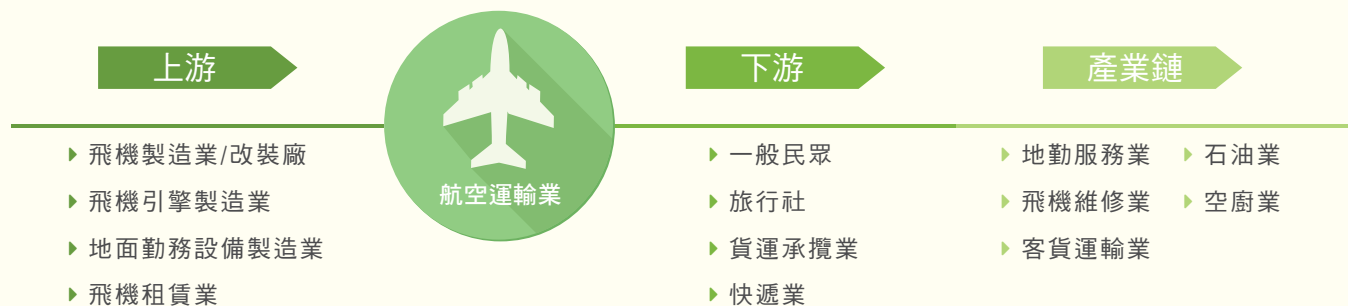 上游
飛機製造業/改裝廠
飛機引擎製造業
地面勤務設備製造業
飛機租賃業
航空運輸業
下游
一般民眾
旅行社
貨運承攬業
快遞業
產業鏈
地勤服務業
飛機維修業
客貨運輸業
石油業
空廚業